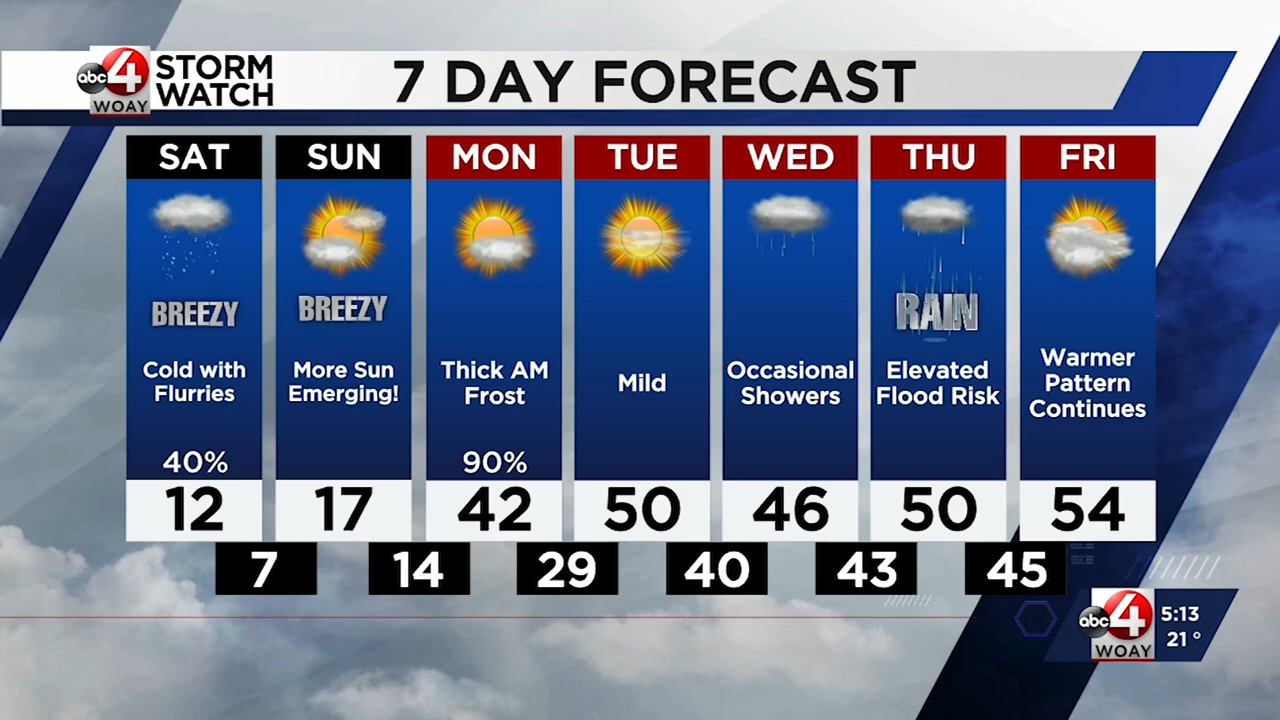 abc 4
WOAY
STORM
WATCH
7 DAY FORECAST
SAT
BREEZY
Cold with
Flurries
40%
12
SUN
BREEZY
More Sun
Emerging!
17
MON
Thick AM
Frost
90%
42
TUE
Mild
50
WED
Occasional
Showers
46
THU
RAIN
Elevated
Flood Risk
50
FRI
Warmer
Pattern
Continues
54
7
14
29
40
43
45
abc 4
WOAY
5:13
21 °